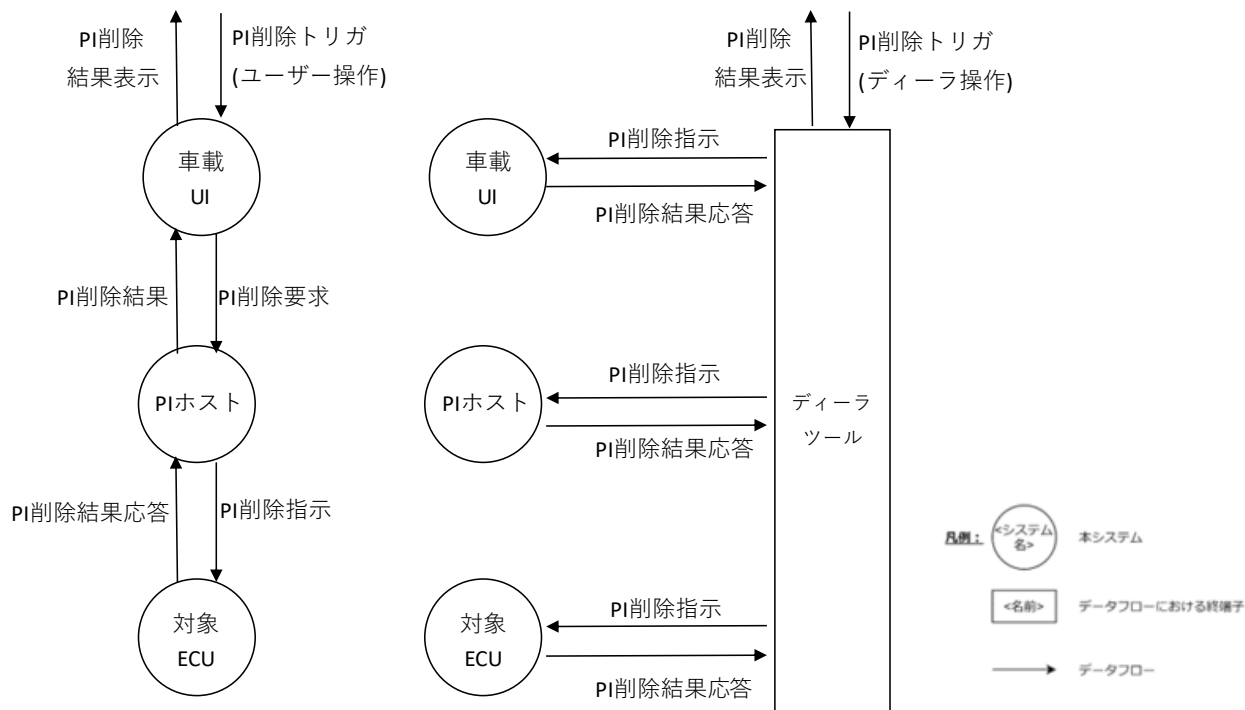 PI削除
結果表示
PI削除トリガ
(ユーザー操作)
車載
UI
PI削除結果
PI削除要求
PIホスト
PI削除結果応答
PI削除指示
対象
ECU
PI削除
結果表示
PI削除トリガ
(ディーラ操作)
車載
UI
PI削除指示
PI削除結果応答
PIホスト
PI削除指示
PI削除結果応答
ディーラ
ツール
対象
ECU
PI削除指示
PI削除結果応答
凡例：
<システム
名>
本システム
<名前>
データフローにおける終端子
データフロー